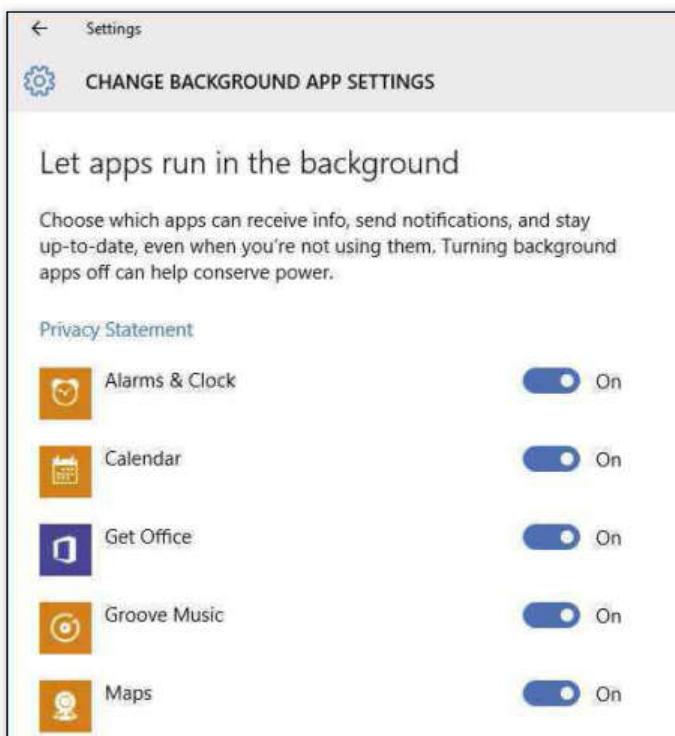 Settings
CHANGE BACKGROUND APP SETTINGS
Let apps run in the background
Choose which apps can receive info, send notifications, and stay
up-to-date, even when you're not using them. Turning background
apps off can help conserve power.
Privacy Statement
Alarms & Clock On
Calendar On
Get Office On
Groove Music On
Maps On